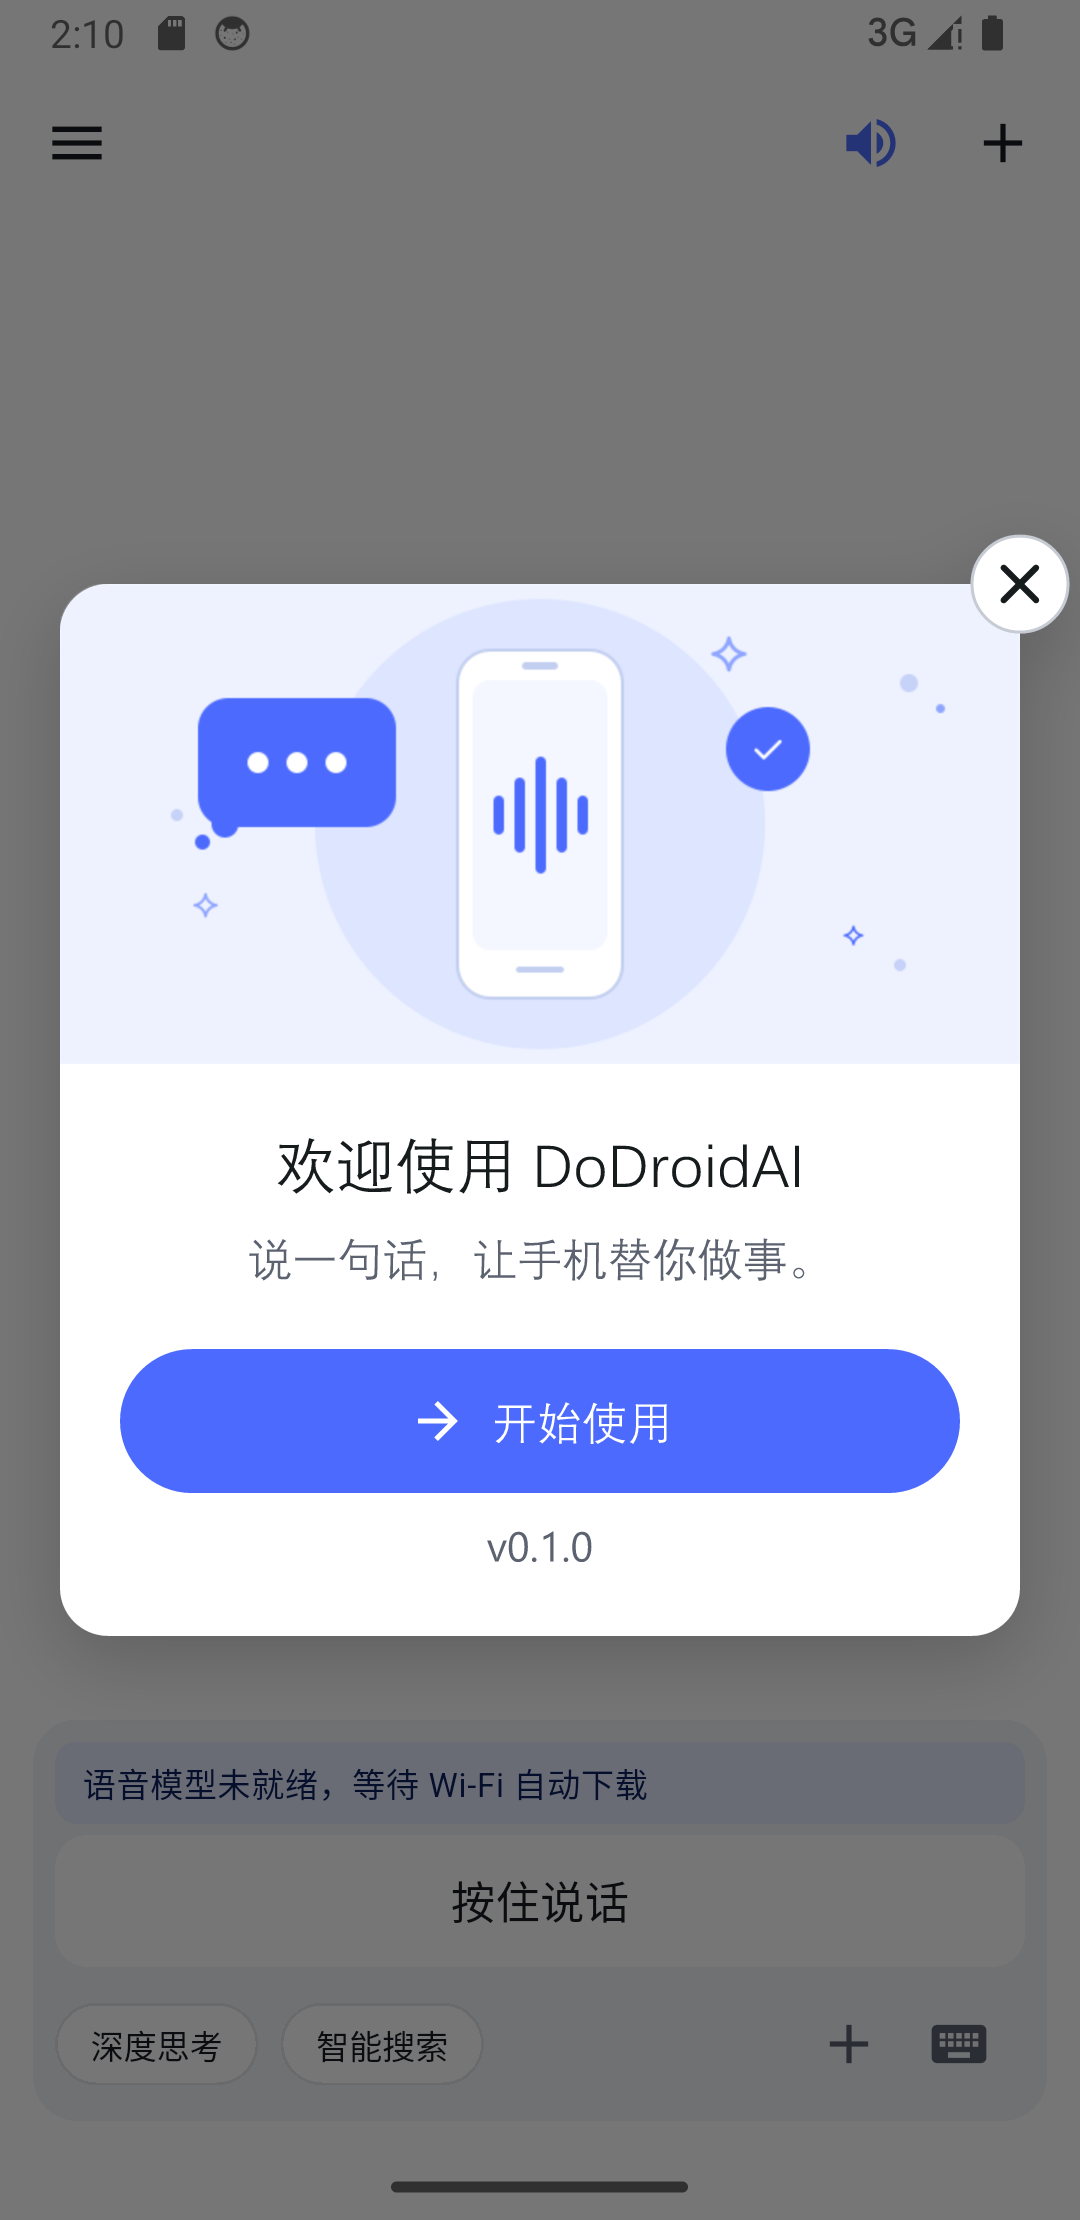 2:10
3G
欢迎使用 DoDroidAI
说一句话，让手机替你做事。
开始使用
v0.1.0
语音模型未就绪，等待 Wi-Fi 自动下载
按住说话
深度思考
智能搜索